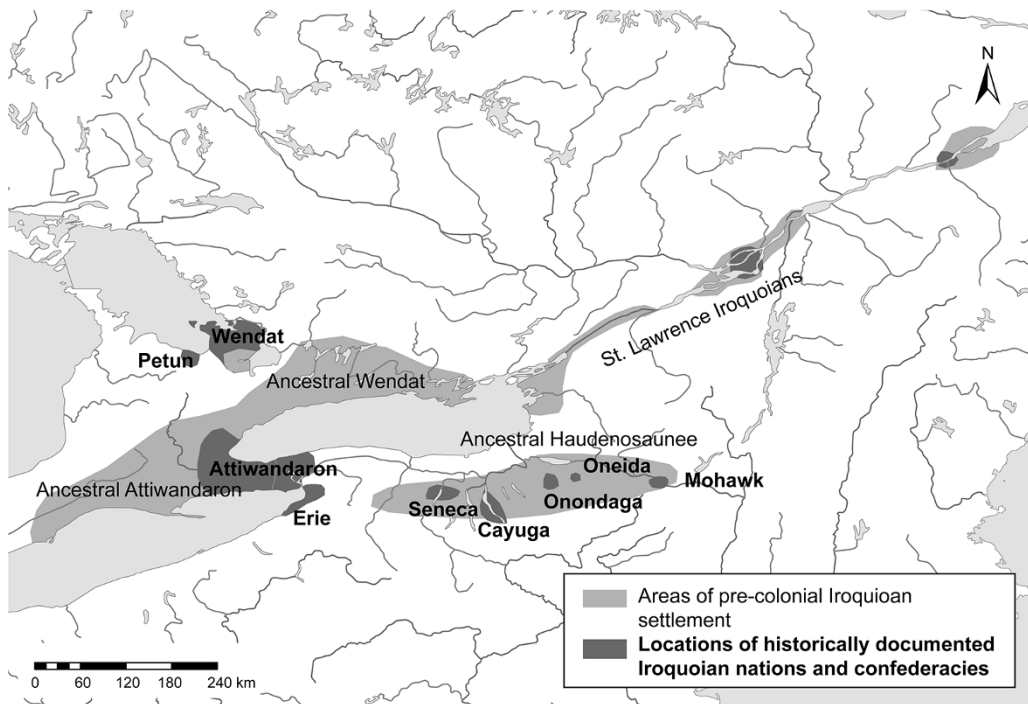 N
St. Lawrence Iroquoians
Wendat
Petun
Ancestral Wendat
Ancestral Haudenosaunee
Attiwandaron
Oneida
Mohawk
Ancestral Attiwandaron
Seneca
Onondaga
Erie
Cayuga
Areas of pre-colonial Iroquoian
settlement
Locations of historically documented
Iroquoian nations and confederacies
0 60 120 180 240 km